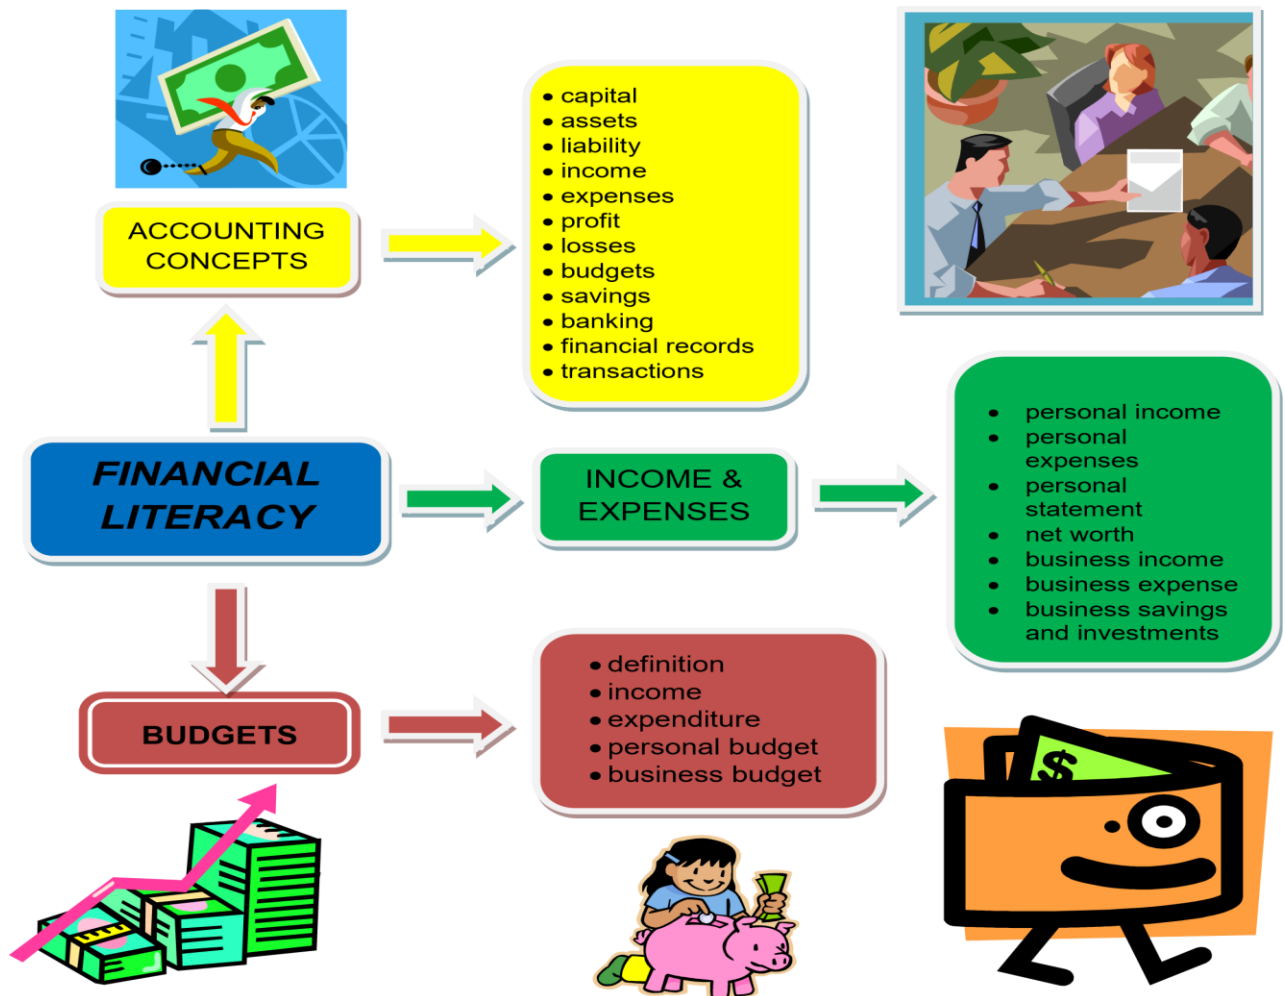 ACCOUNTING
CONCEPTS
• capital
• assets
• liability
• income
• expenses
• profit
• losses
• budgets
• savings
• banking
• financial records
• transactions
FINANCIAL
LITERACY
INCOME &
EXPENSES
• personal income
• personal
expenses
• personal
statement
• net worth
• business income
• business expense
• business savings
and investments
BUDGETS
• definition
• income
• expenditure
• personal budget
• business budget
$